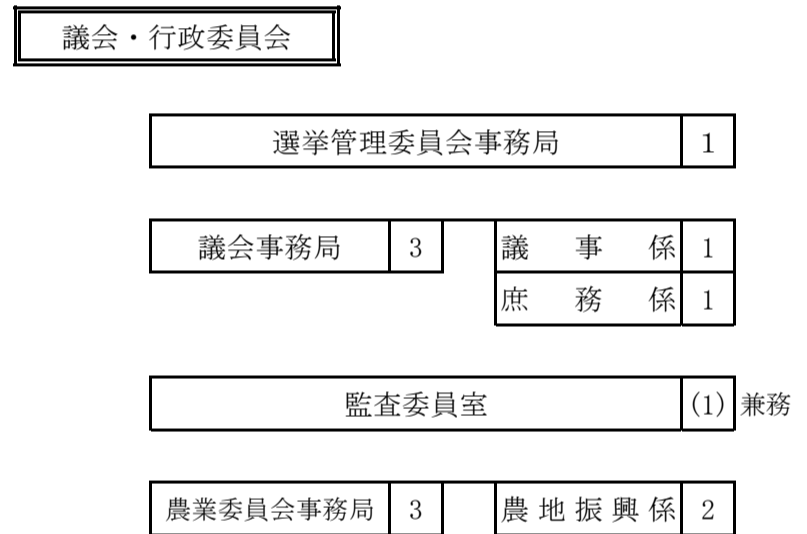 議会・行政委員会
選挙管理委員会事務局 1
議会事務局 3 議事係 1
庶務係 1
監査委員室 (1) 兼務
農業委員会事務局 3 農地振興係 2